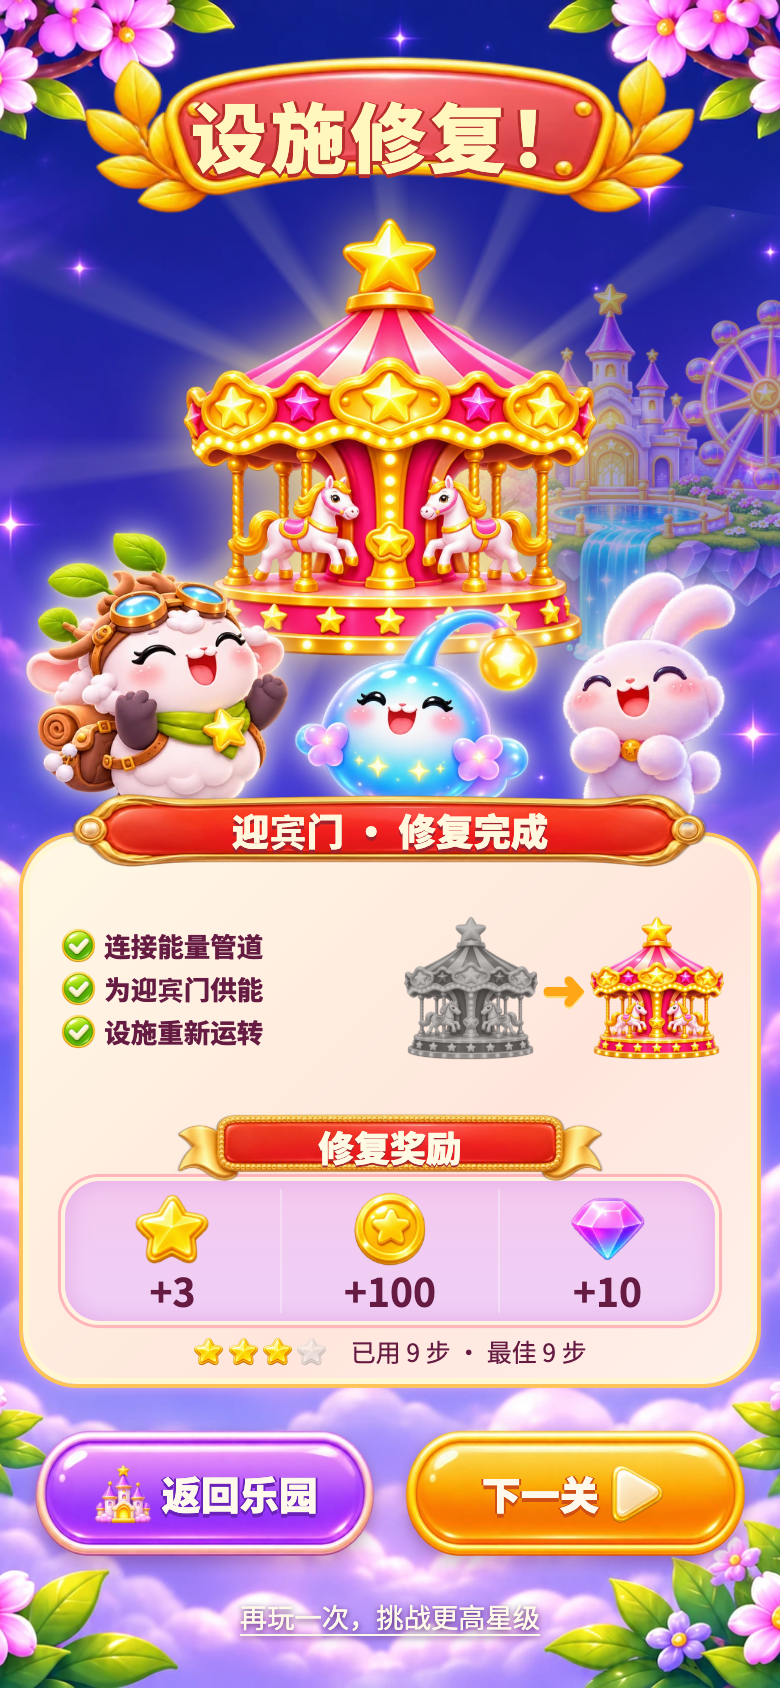 设施修复！
迎宾门 · 修复完成
连接能量管道
为迎宾门供能
设施重新运转
修复奖励
+3
+100
+10
已用 9 步 · 最佳 9 步
返回乐园
下一关
再玩一次，挑战更高星级